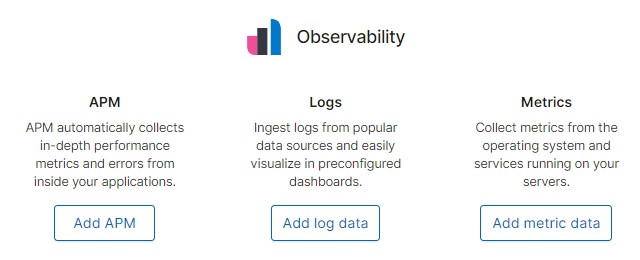 Observability
APM
APM automatically collects
in-depth performance
metrics and errors from
inside your applications.
Add APM
Logs
Ingest logs from popular
data sources and easily
visualize in preconfigured
dashboards.
Add log data
Metrics
Collect metrics from the
operating system and
services running on your
servers.
Add metric data